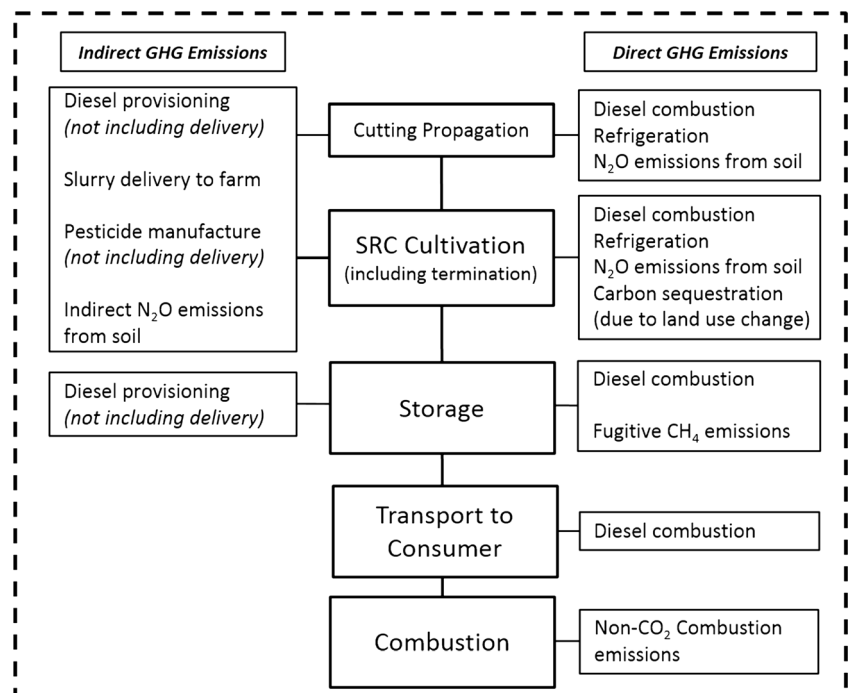 Indirect GHG Emissions
Direct GHG Emissions
Diesel provisioning
(not including delivery)
Slurry delivery to farm
Pesticide manufacture
(not including delivery)
Indirect N₂O emissions
from soil
Cutting Propagation
Diesel combustion
Refrigeration
N₂O emissions from soil
SRC Cultivation
(including termination)
Diesel combustion
Refrigeration
N₂O emissions from soil
Carbon sequestration
(due to land use change)
Diesel provisioning
(not including delivery)
Storage
Diesel combustion
Fugitive CH₄ emissions
Transport to
Consumer
Diesel combustion
Combustion
Non-CO₂ Combustion
emissions